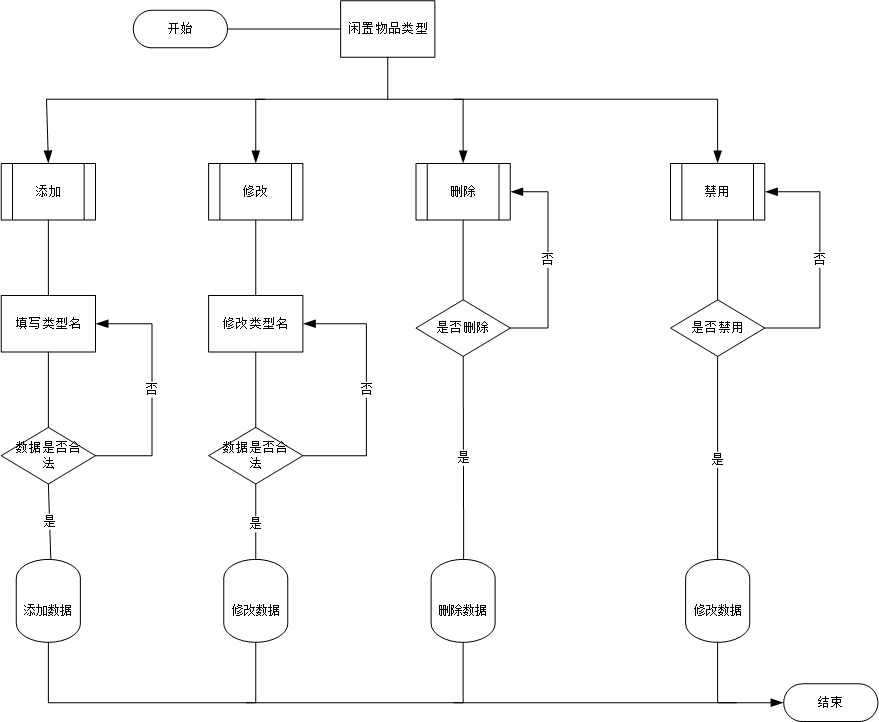 开始
闲置物品类型
添加
修改
删除
禁用
否
否
填写类型名
修改类型名
是否删除
是否禁用
否
否
数据是否合
法
数据是否合
法
是
是
是
是
添加数据
修改数据
删除数据
修改数据
结束